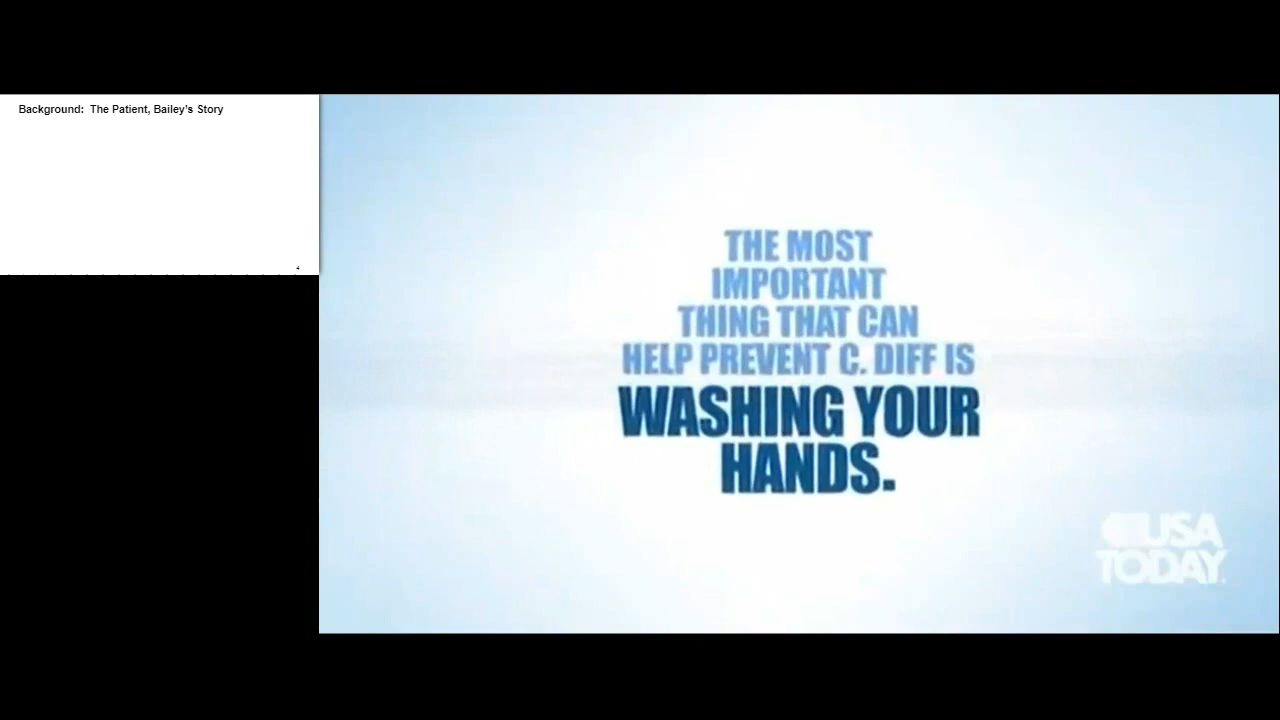 Background:  The Patient, Bailey’s Story
THE MOST
IMPORTANT
THING THAT CAN
HELP PREVENT C. DIFF IS
WASHING YOUR
HANDS.
USA
TODAY.